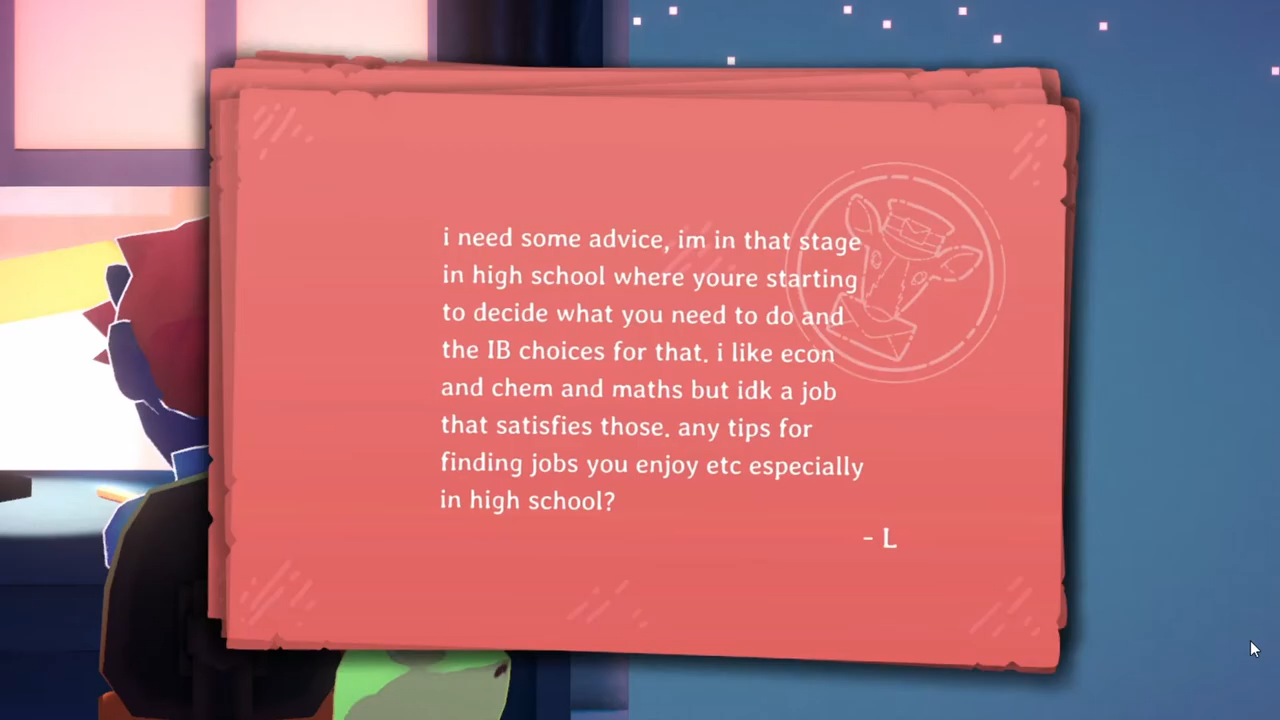 i need some advice, im in that stage
in high school where youre starting
to decide what you need to do and
the IB choices for that. i like econ
and chem and maths but idk a job
that satisfies those. any tips for
finding jobs you enjoy etc especially
in high school?
- L